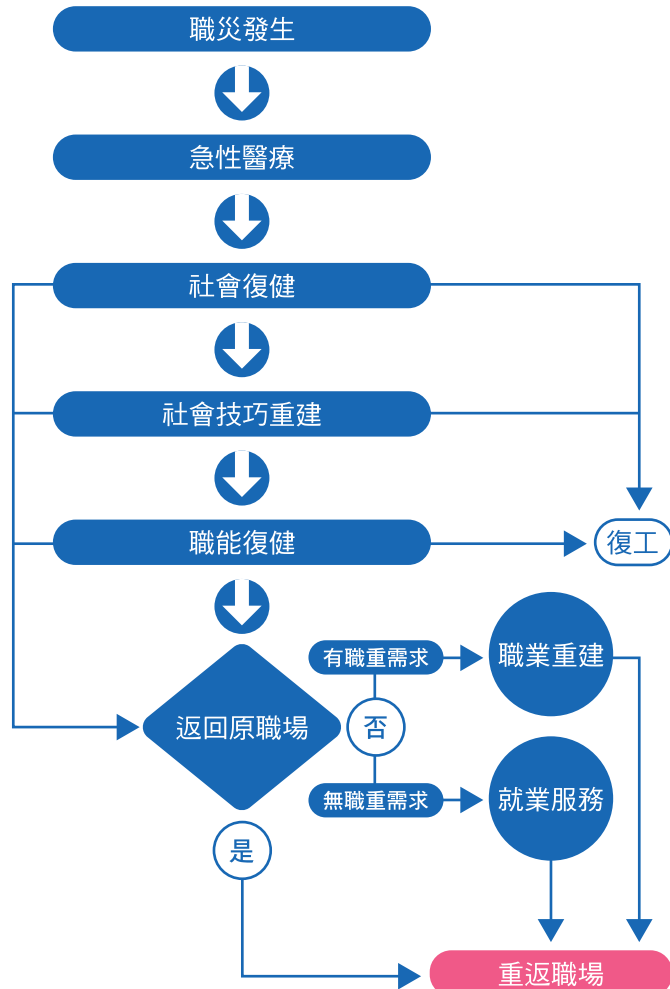 職災發生
急性醫療
社會復健
社會技巧重建
職能復健
復工
有職重需求
職業重建
返回原職場
否
無職重需求
就業服務
是
重返職場